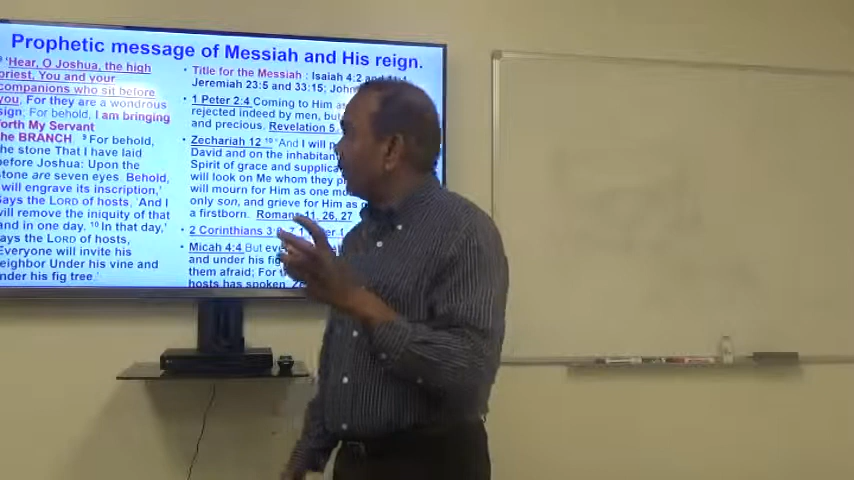 Prophetic message of Messiah and His reign.
8 'Hear, O Joshua, the high
priest, You and your
companions who sit before
you, For they are a wondrous
sign; For behold, I am bringing
forth My Servant
the BRANCH. 9 For behold,
the stone That I have laid
before Joshua: Upon the
stone are seven eyes. Behold,
I will engrave its inscription,'
Says the LORD of hosts, 'And I
will remove the iniquity of that
land in one day. 10 In that day,'
says the LORD of hosts,
'Everyone will invite his
neighbor Under his vine and
under his fig tree.'
• Title for the Messiah : Isaiah 4:2
Jeremiah 23:5 and 33:15; John
• 1 Peter 2:4 Coming to Him as
rejected indeed by men, but
and precious, Revelation 5
• Zechariah 12 10 "And I will
David and on the inhabitant
Spirit of grace and supplica
will look on Me whom they
will mourn for Him as one
only son, and grieve for Him as
a firstborn. Romans 11, 26, 27
• 2 Corinthians
• Micah 4:4 But
and under his fig
them afraid; For
hosts has spoken.